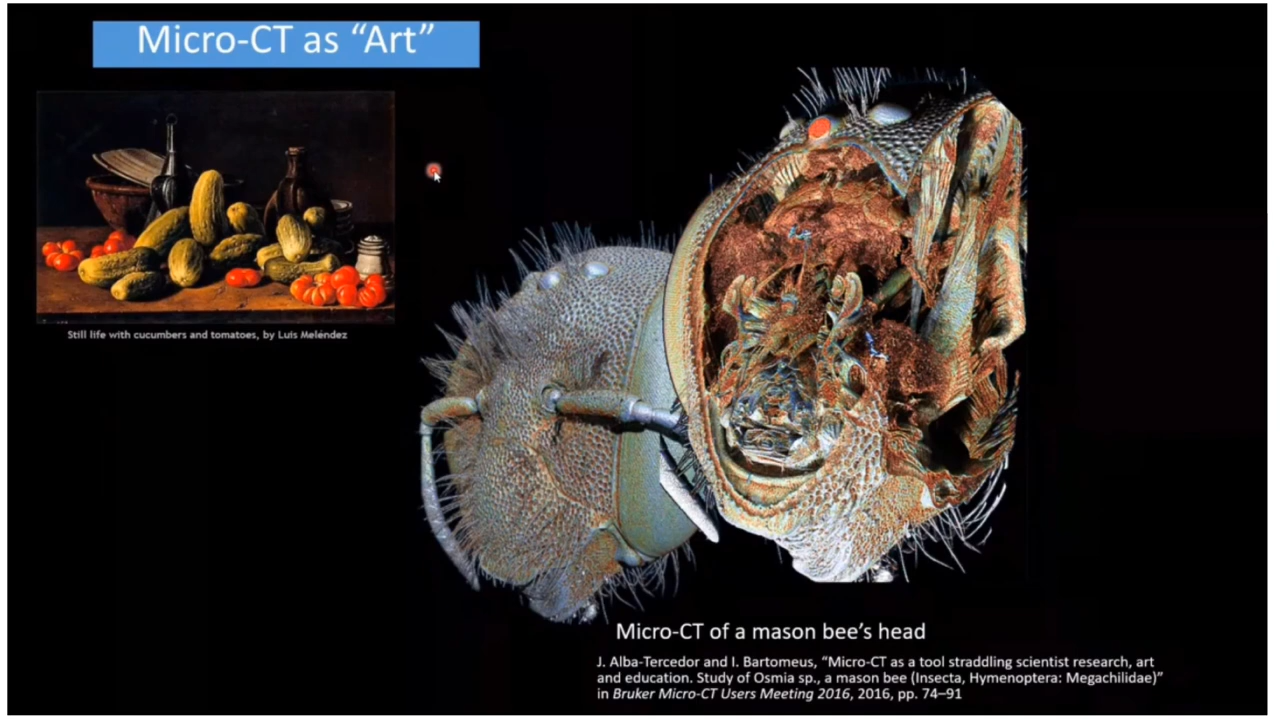 Micro-CT as “Art”
Still life with cucumbers and tomatoes, by Luis Meléndez
Micro-CT of a mason bee’s head
J. Alba-Tercedor and I. Bartomeus, “Micro-CT as a tool straddling scientist research, art
and education. Study of Osmia sp., a mason bee (Insecta, Hymenoptera: Megachilidae)”
in Bruker Micro-CT Users Meeting 2016, 2016, pp. 74–91